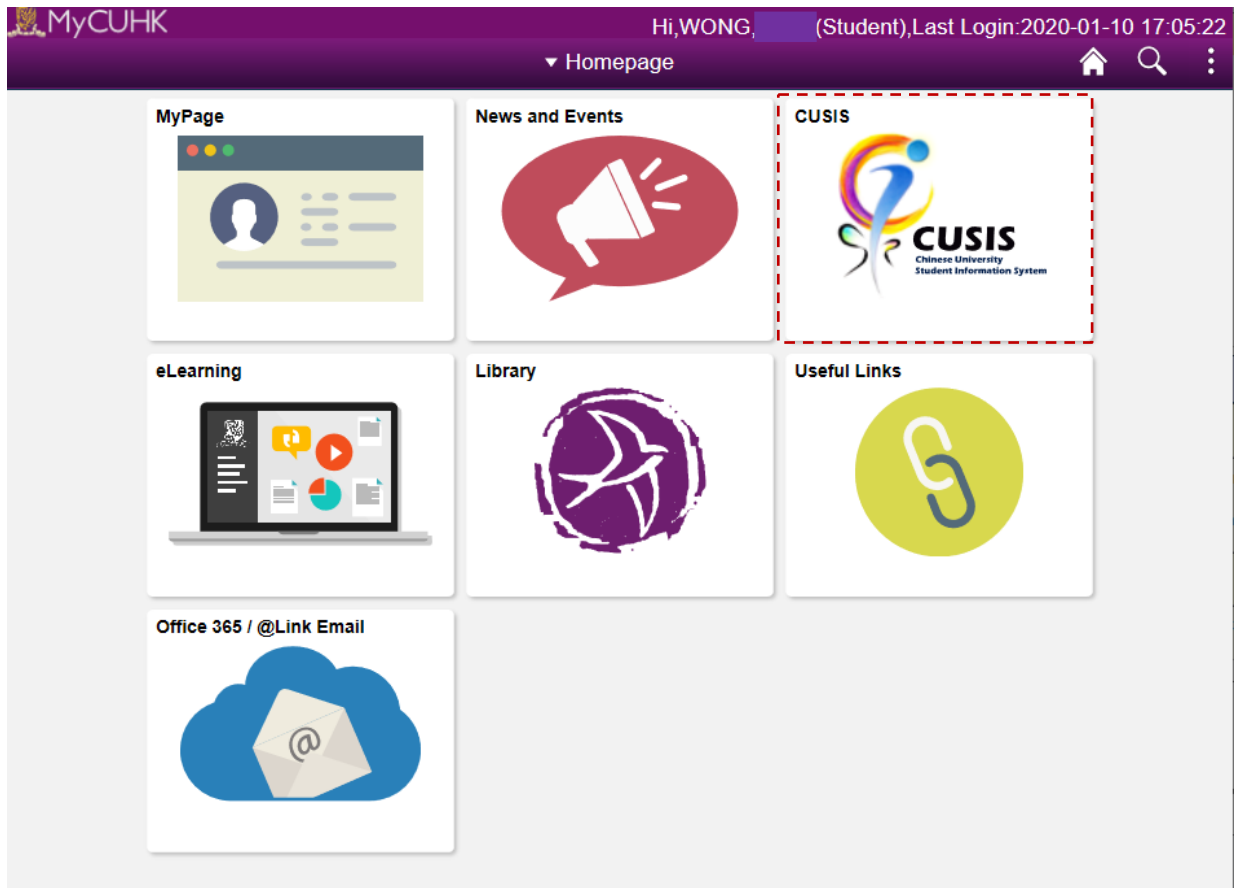 MyCUHK
Hi,WONG, (Student),Last Login:2020-01-10 17:05:22
Homepage
MyPage
News and Events
CUSIS
CUSIS
Chinese University
Student Information System
eLearning
Library
Useful Links
Office 365 / @Link Email
@